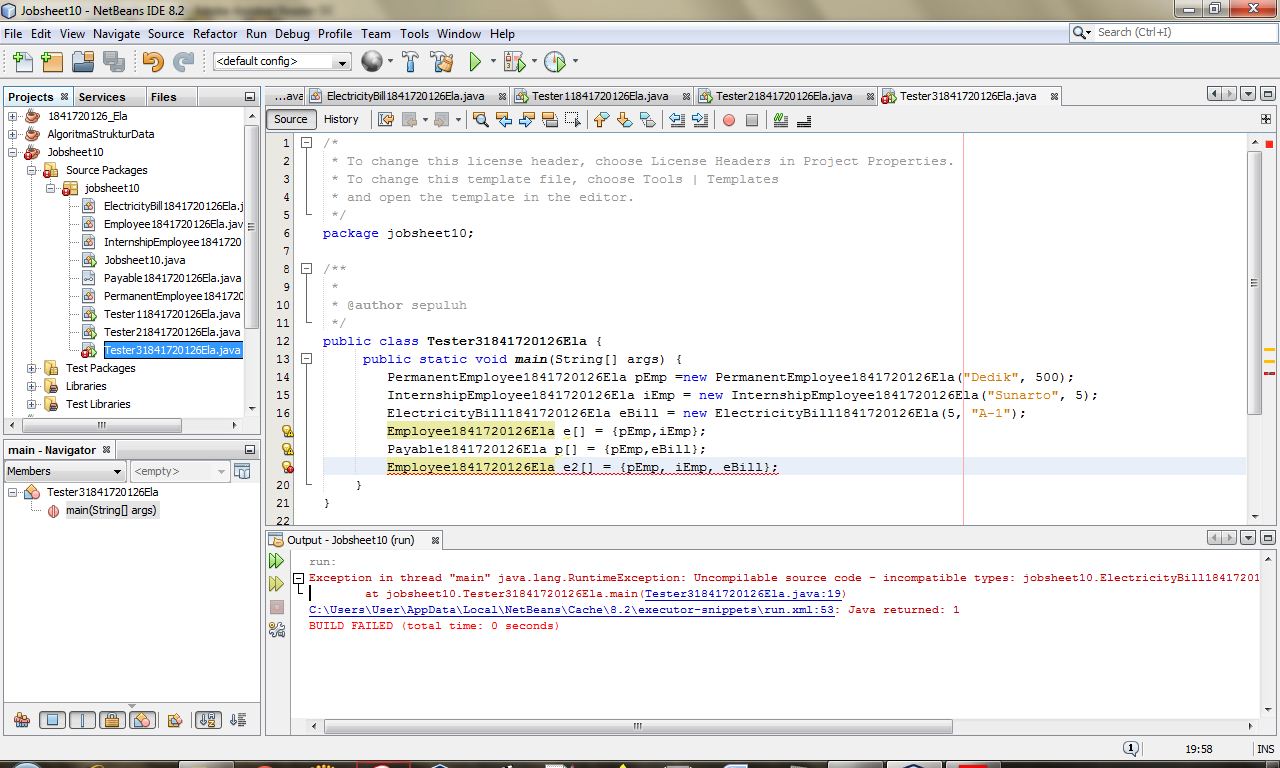 Jobsheet10 - NetBeans IDE 8.2
File Edit View Navigate Source Refactor Run Debug Profile Team Tools Window Help
Search (Ctrl+I)
<default config>
Projects Services Files
1841720126_Ela
AlgoritmaStrukturData
Jobsheet10
Source Packages
jobsheet10
ElectricityBill1841720126Ela.j
Employee1841720126Ela.jav
InternshipEmployee1841720
Jobsheet10.java
Payable1841720126Ela.java
PermanentEmployee1841720
Tester11841720126Ela.java
Tester21841720126Ela.java
Tester31841720126Ela.java
Test Packages
Libraries
Test Libraries
main - Navigator
Members <empty>
Tester31841720126Ela
main(String[] args)
...ava ElectricityBill1841720126Ela.java Tester11841720126Ela.java Tester21841720126Ela.java Tester31841720126Ela.java
Source History
1 /*
2 * To change this license header, choose License Headers in Project Properties.
3 * To change this template file, choose Tools | Templates
4 * and open the template in the editor.
5 */
6 package jobsheet10;
7
8 /**
9 *
10 * @author sepuluh
11 */
12 public class Tester31841720126Ela {
13 public static void main(String[] args) {
14 PermanentEmployee1841720126Ela pEmp =new PermanentEmployee1841720126Ela("Dedik", 500);
15 InternshipEmployee1841720126Ela iEmp = new InternshipEmployee1841720126Ela("Sunarto", 5);
16 ElectricityBill1841720126Ela eBill = new ElectricityBill1841720126Ela(5, "A-1");
Employee1841720126Ela e[] = {pEmp,iEmp};
Payable1841720126Ela p[] = {pEmp,eBill};
Employee1841720126Ela e2[] = {pEmp, iEmp, eBill};
20 }
21 }
22
Output - Jobsheet10 (run)
run:
Exception in thread "main" java.lang.RuntimeException: Uncompilable source code - incompatible types: jobsheet10.ElectricityBill18417201
at jobsheet10.Tester31841720126Ela.main(Tester31841720126Ela.java:19)
C:\Users\User\AppData\Local\NetBeans\Cache\8.2\executor-snippets\run.xml:53: Java returned: 1
BUILD FAILED (total time: 0 seconds)
1 19:58 INS